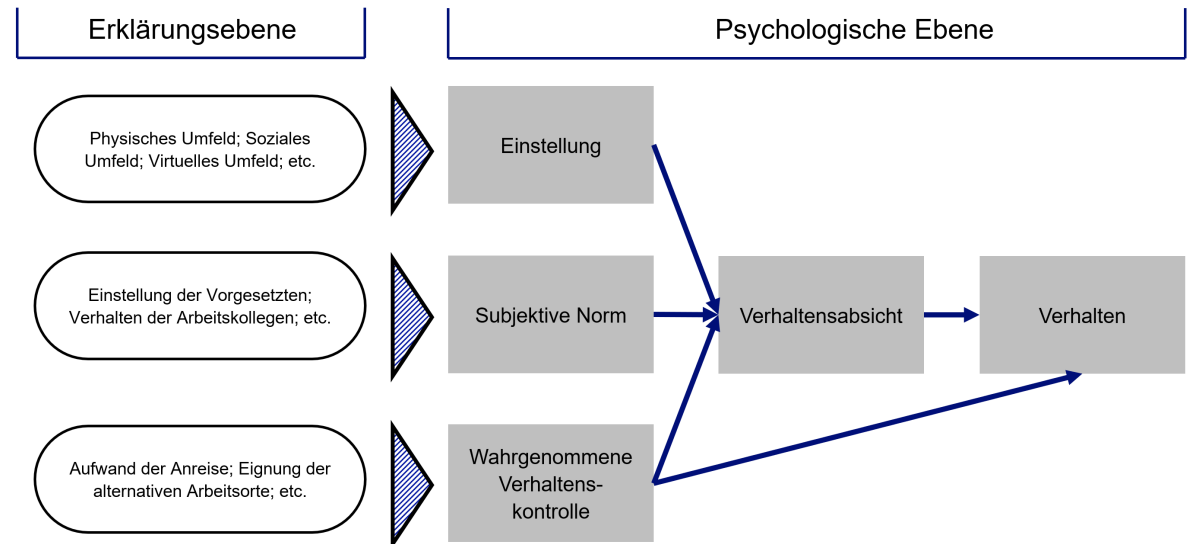 Erklärungsebene
Psychologische Ebene
Physisches Umfeld; Soziales
Umfeld; Virtuelles Umfeld; etc.
Einstellung
Einstellung der Vorgesetzten;
Verhalten der Arbeitskollegen; etc.
Subjektive Norm
Verhaltensabsicht
Verhalten
Aufwand der Anreise; Eignung der
alternativen Arbeitsorte; etc.
Wahrgenommene
Verhaltens-
kontrolle